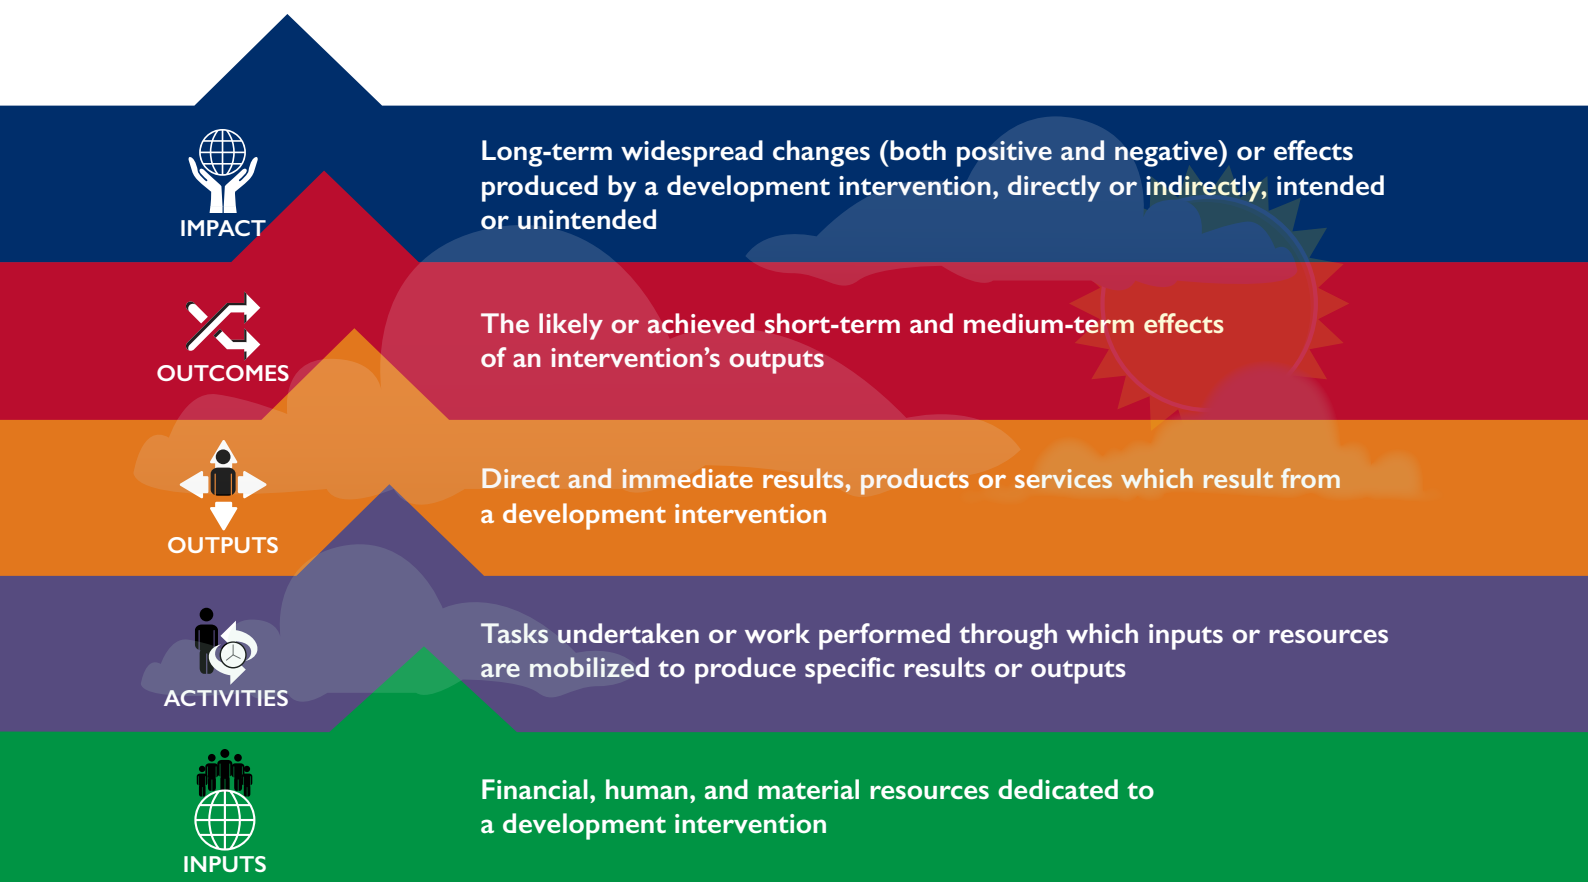 IMPACT
Long-term widespread changes (both positive and negative) or effects
produced by a development intervention, directly or indirectly, intended
or unintended
OUTCOMES
The likely or achieved short-term and medium-term effects
of an intervention’s outputs
OUTPUTS
Direct and immediate results, products or services which result from
a development intervention
ACTIVITIES
Tasks undertaken or work performed through which inputs or resources
are mobilized to produce specific results or outputs
INPUTS
Financial, human, and material resources dedicated to
a development intervention